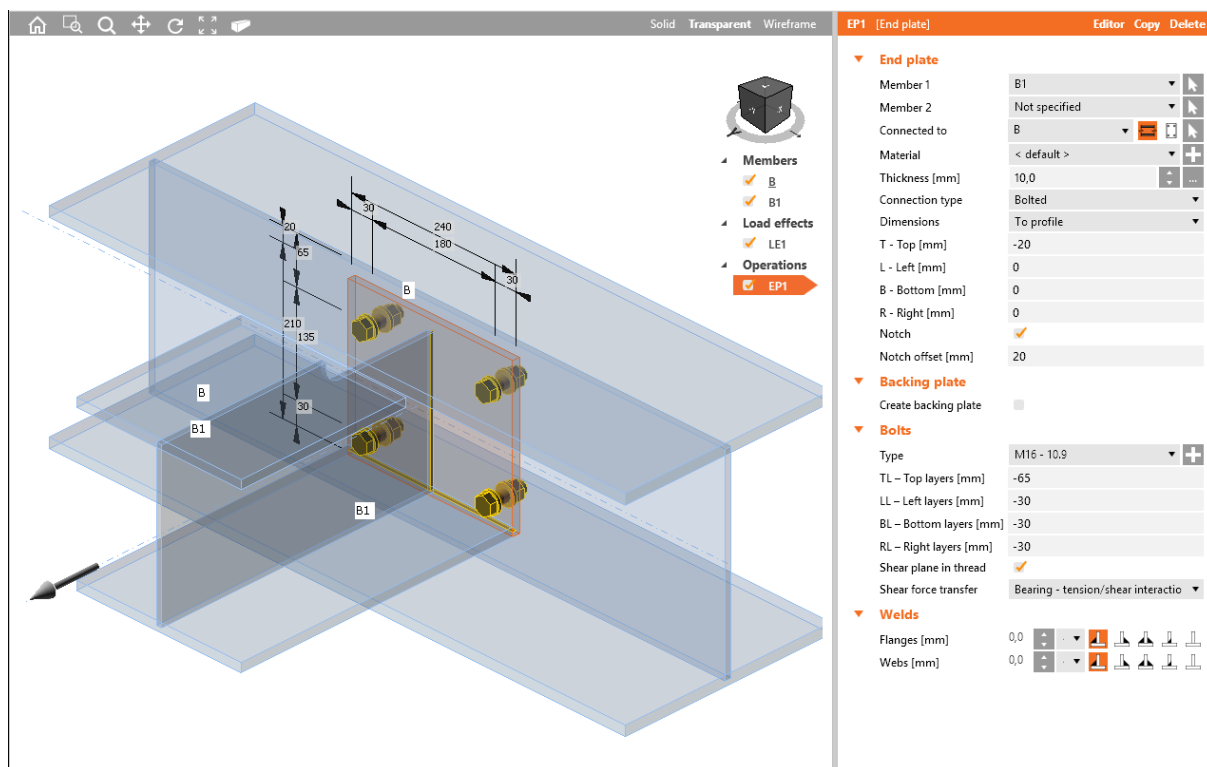 Solid Transparent Wireframe
EP1 [End plate] Editor Copy Delete
Members
B
B1
Load effects
LE1
Operations
EP1
30
240
180
30
20
65
210
135
30
B
B
B1
B1
End plate
Member 1 B1
Member 2 Not specified
Connected to B
Material < default >
Thickness [mm] 10,0 ...
Connection type Bolted
Dimensions To profile
T - Top [mm] -20
L - Left [mm] 0
B - Bottom [mm] 0
R - Right [mm] 0
Notch
Notch offset [mm] 20
Backing plate
Create backing plate
Bolts
Type M16 - 10.9
TL – Top layers [mm] -65
LL – Left layers [mm] -30
BL – Bottom layers [mm] -30
RL – Right layers [mm] -30
Shear plane in thread
Shear force transfer Bearing - tension/shear interactio
Welds
Flanges [mm] 0,0
Webs [mm] 0,0